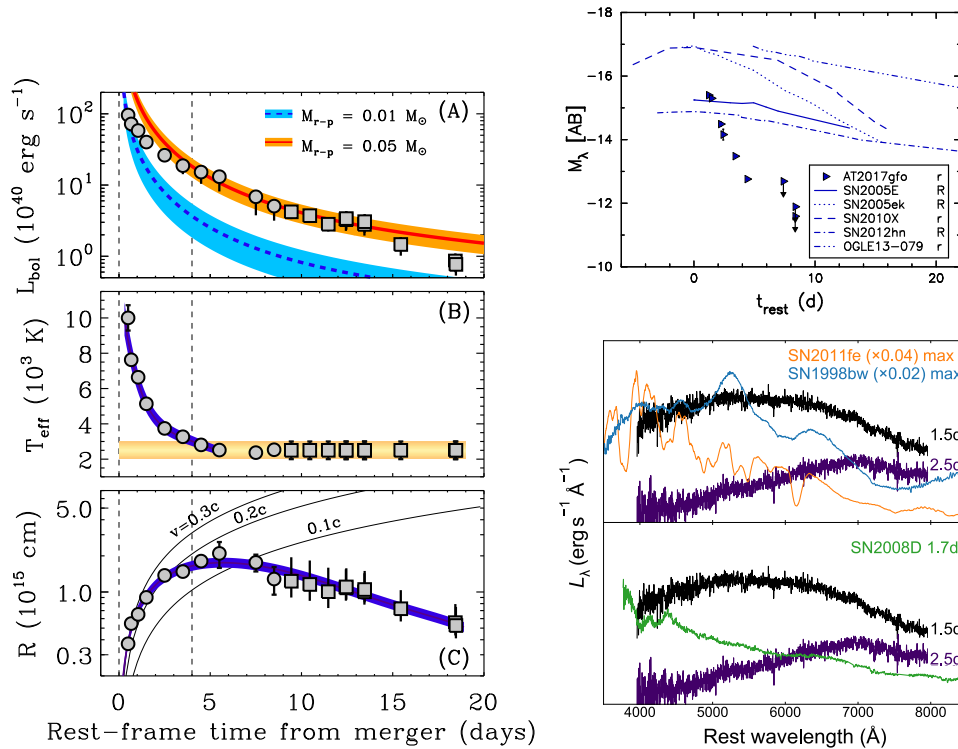 (A)
M_r-p = 0.01 M_⊙
M_r-p = 0.05 M_⊙
L_bol (10^40 erg s^-1)
10^2
10^1
10^0
(B)
T_eff (10^3 K)
10
8
6
4
2
(C)
v=0.3c
0.2c
0.1c
R (10^15 cm)
5.0
1.0
0.3
0 5 10 15 20
Rest-frame time from merger (days)
M_λ [AB]
-16
-14
-12
-10
AT2017gfo r
SN2005E R
SN2005ek R
SN2010X r
SN2012hn R
OGLE13-079 r
0 10 20
t_rest (d)
SN2011fe (×0.04) max
SN1998bw (×0.02) max
1.5d
2.5d
SN2008D 1.7d
1.5d
2.5d
L_λ (erg s^-1 Å^-1)
4000 5000 6000 7000 8000
Rest wavelength (Å)